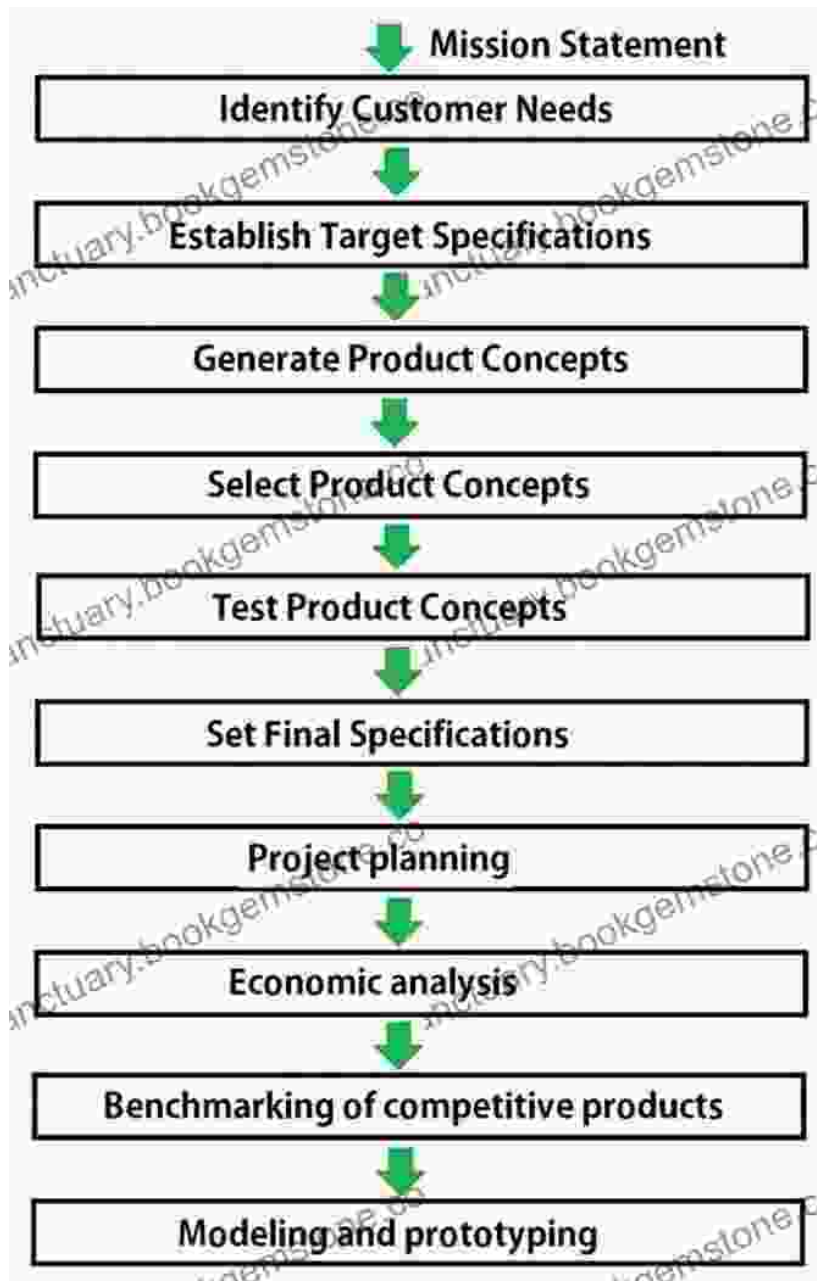 Mission Statement
Identify Customer Needs
Establish Target Specifications
Generate Product Concepts
Select Product Concepts
Test Product Concepts
Set Final Specifications
Project planning
Economic analysis
Benchmarking of competitive products
Modeling and prototyping